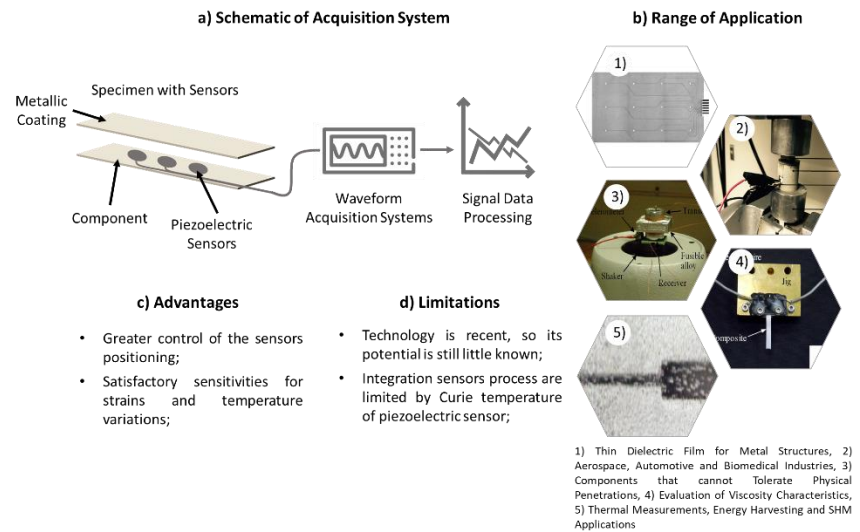 a) Schematic of Acquisition System
Specimen with Sensors
Metallic
Coating
Component
Piezoelectric
Sensors
Waveform
Acquisition Systems
Signal Data
Processing
b) Range of Application
1)
2)
3)
Fusible
alloy
Shaker
Receiver
4)
Jig
5)
c) Advantages
• Greater control of the sensors
positioning;
• Satisfactory sensitivities for
strains and temperature
variations;
d) Limitations
• Technology is recent, so its
potential is still little known;
• Integration sensors process are
limited by Curie temperature
of piezoelectric sensor;
1) Thin Dielectric Film for Metal Structures, 2)
Aerospace, Automotive and Biomedical Industries, 3)
Components that cannot Tolerate Physical
Penetrations, 4) Evaluation of Viscosity Characteristics,
5) Thermal Measurements, Energy Harvesting and SHM
Applications